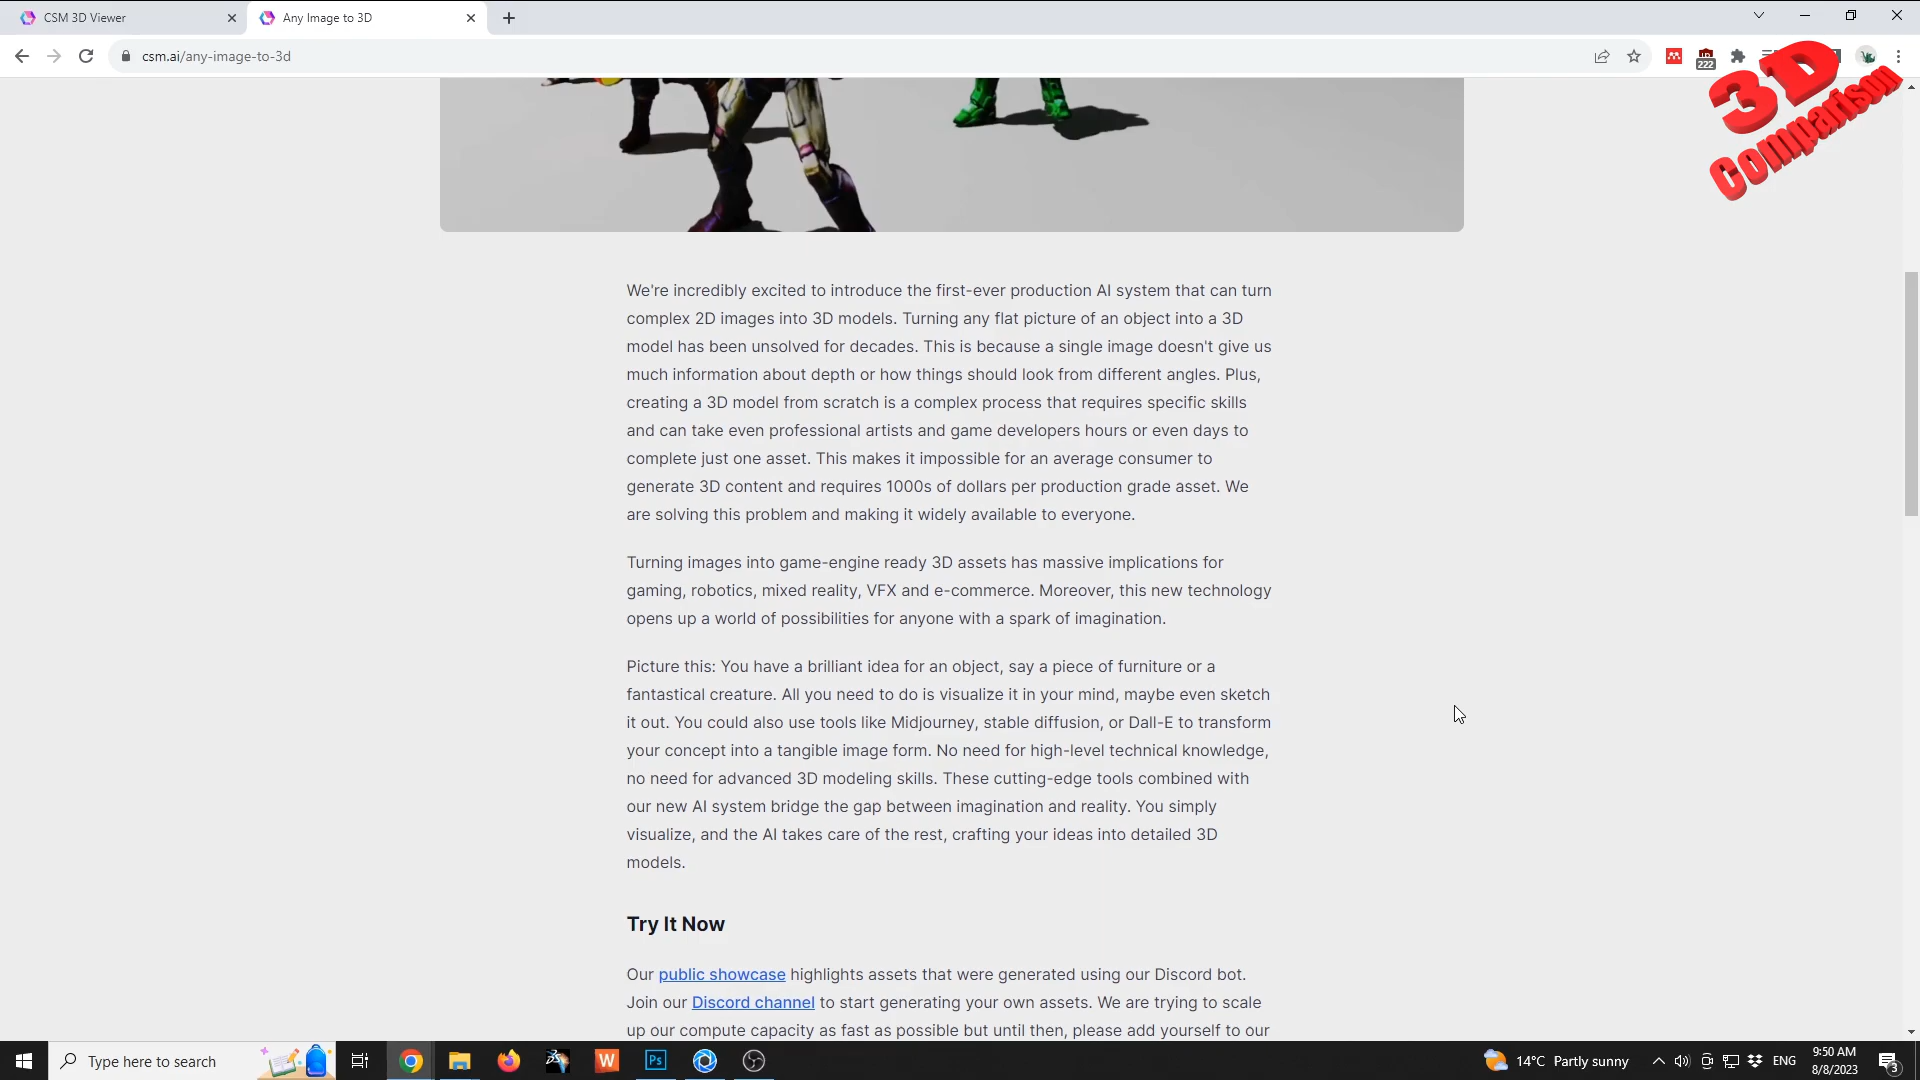 CSM 3D Viewer
Any Image to 3D
csm.ai/any-image-to-3d
222
3D
Comparison
We're incredibly excited to introduce the first-ever production AI system that can turn
complex 2D images into 3D models. Turning any flat picture of an object into a 3D
model has been unsolved for decades. This is because a single image doesn't give us
much information about depth or how things should look from different angles. Plus,
creating a 3D model from scratch is a complex process that requires specific skills
and can take even professional artists and game developers hours or even days to
complete just one asset. This makes it impossible for an average consumer to
generate 3D content and requires 1000s of dollars per production grade asset. We
are solving this problem and making it widely available to everyone.
Turning images into game-engine ready 3D assets has massive implications for
gaming, robotics, mixed reality, VFX and e-commerce. Moreover, this new technology
opens up a world of possibilities for anyone with a spark of imagination.
Picture this: You have a brilliant idea for an object, say a piece of furniture or a
fantastical creature. All you need to do is visualize it in your mind, maybe even sketch
it out. You could also use tools like Midjourney, stable diffusion, or Dall-E to transform
your concept into a tangible image form. No need for high-level technical knowledge,
no need for advanced 3D modeling skills. These cutting-edge tools combined with
our new AI system bridge the gap between imagination and reality. You simply
visualize, and the AI takes care of the rest, crafting your ideas into detailed 3D
models.
Try It Now
Our public showcase highlights assets that were generated using our Discord bot.
Join our Discord channel to start generating your own assets. We are trying to scale
up our compute capacity as fast as possible but until then, please add yourself to our
Type here to search
W
Ps
14°C Partly sunny
ENG
9:50 AM
8/8/2023
3